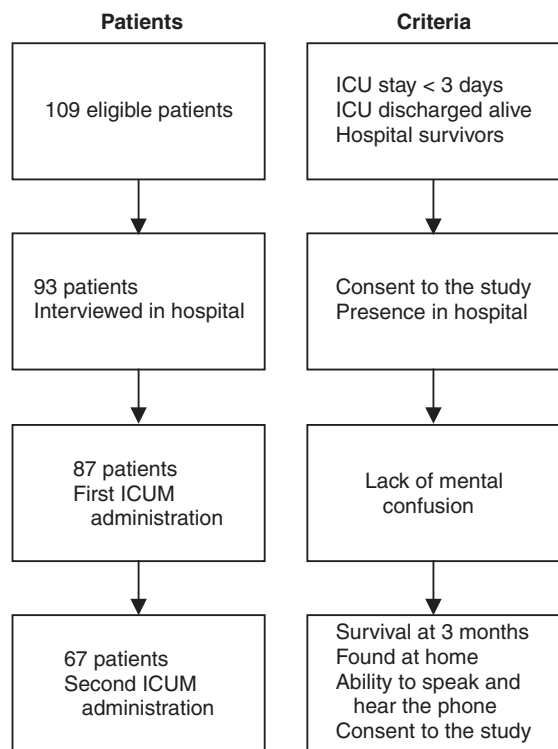 Patients
109 eligible patients
93 patients
Interviewed in hospital
87 patients
First ICUM
administration
67 patients
Second ICUM
administration
Criteria
ICU stay < 3 days
ICU discharged alive
Hospital survivors
Consent to the study
Presence in hospital
Lack of mental
confusion
Survival at 3 months
Found at home
Ability to speak and
hear the phone
Consent to the study